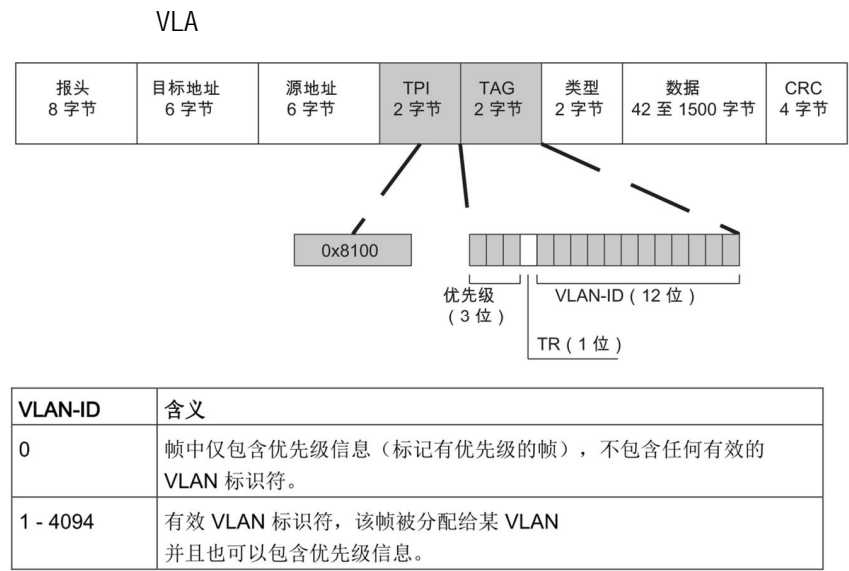 VLA
报头 目标地址 源地址 TPI TAG 类型 数据 CRC
8 字节 6 字节 6 字节 2 字节 2 字节 2 字节 42 至 1500 字节 4 字节
0x8100
优先级 VLAN-ID（12 位）
（3 位）
TR（1 位）
VLAN-ID 含义
0 帧中仅包含优先级信息（标记有优先级的帧），不包含任何有效的
VLAN 标识符。
1 - 4094 有效 VLAN 标识符，该帧被分配给某 VLAN
并且也可以包含优先级信息。